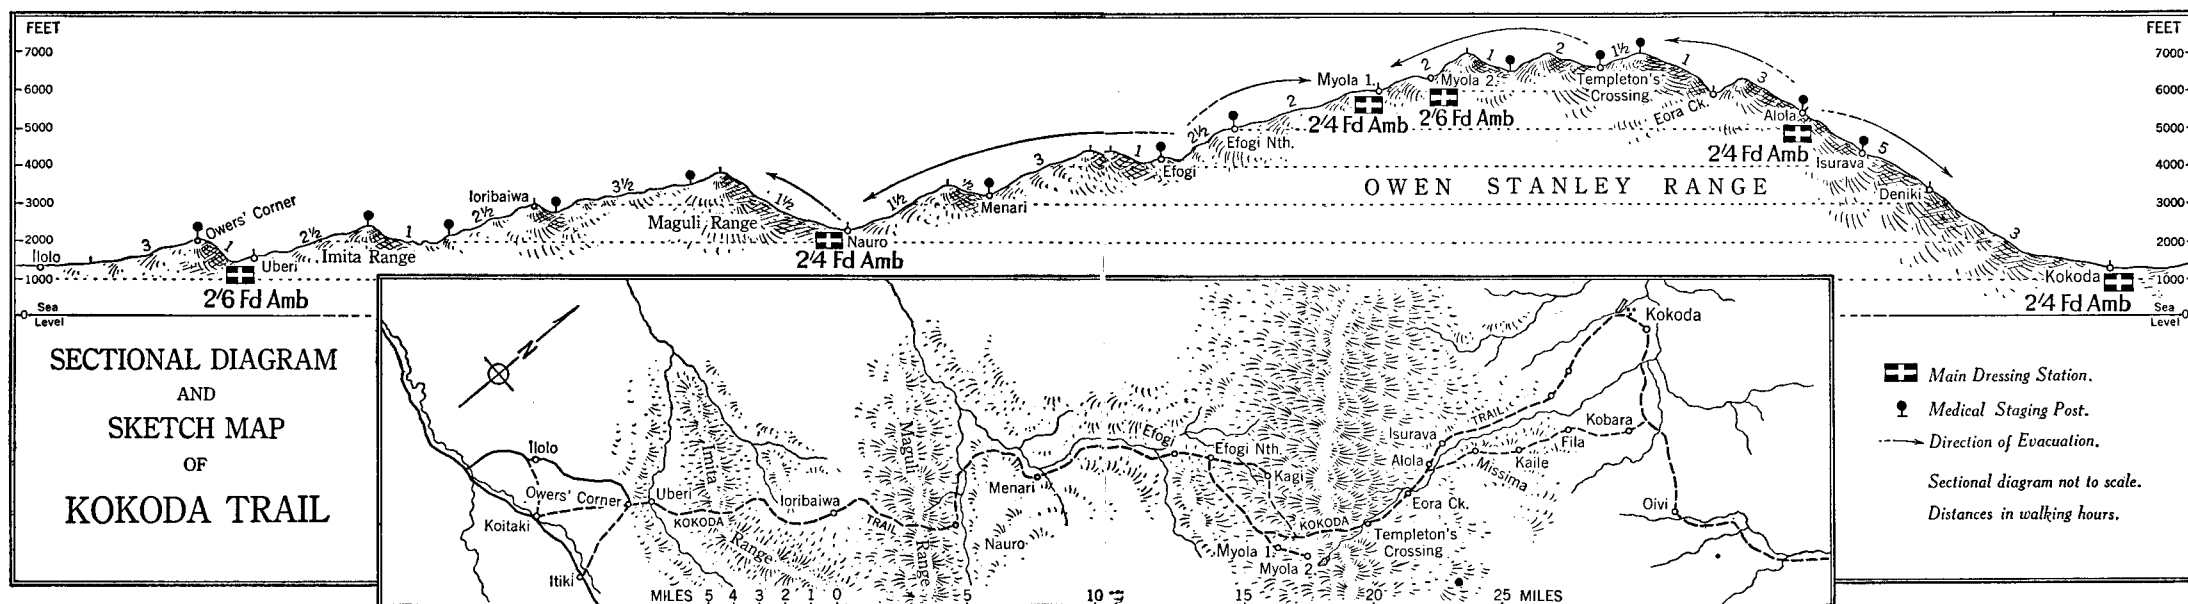 FEET
7000
6000
5000
4000
3000
2000
1000
0
Sea
Level
Ilolo
3
Owers' Corner
1
Uberi
2'6 Fd Amb
2½
Imita Range
1
2½
Ioribaiwa
3½
Maguli Range
1½
Nauro
2'4 Fd Amb
1½
½
Menari
3
1
Efogi
2½
Efogi Nth.
2
Myola 1.
2'4 Fd Amb
2
Myola 2.
2'6 Fd Amb
1
2
Templeton's
Crossing.
1½
1
Eora Ck.
3
Alola
2'4 Fd Amb
Isurava
5
Deniki
3
Kokoda
2'4 Fd Amb
OWEN STANLEY RANGE
FEET
7000
6000
5000
4000
3000
2000
1000
0
Sea
Level
SECTIONAL DIAGRAM
AND
SKETCH MAP
OF
KOKODA TRAIL
N
Ilolo
Owers' Corner
Koitaki
Itiki
Uberi
Imita
Range
KOKODA
Ioribaiwa
TRAIL
Maguli
Range
Nauro
Menari
Efogi
Efogi Nth.
Kagi
Myola 1.
Myola 2.
KOKODA
Templeton's
Crossing
Eora Ck.
Alola
Isurava
TRAIL
Missima
Kaile
Fila
Kobara
Kokoda
Oivi
MILES 5 4 3 2 1 0 5 10 15 20 25 MILES
Main Dressing Station.
Medical Staging Post.
Direction of Evacuation.
Sectional diagram not to scale.
Distances in walking hours.